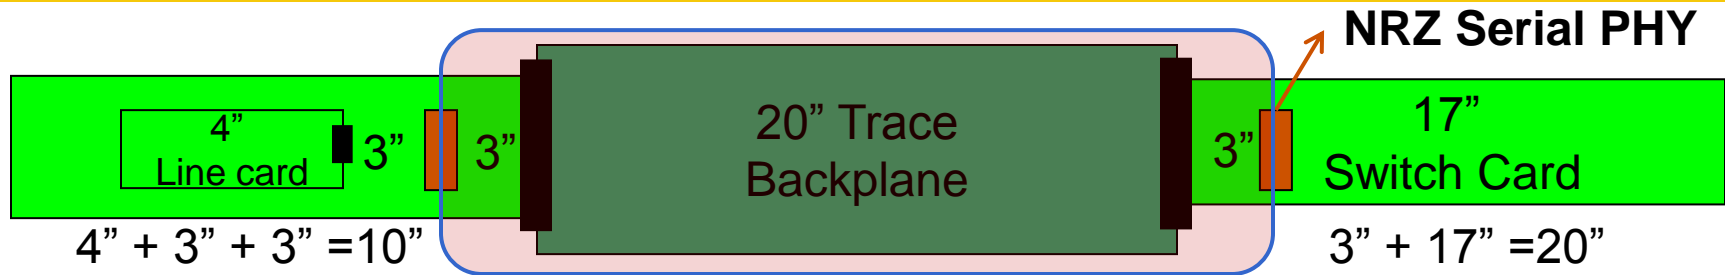 NRZ Serial PHY
4”
Line card
3”
3”
20” Trace
Backplane
3”
17”
Switch Card
4” + 3” + 3” =10”
3” + 17” =20”